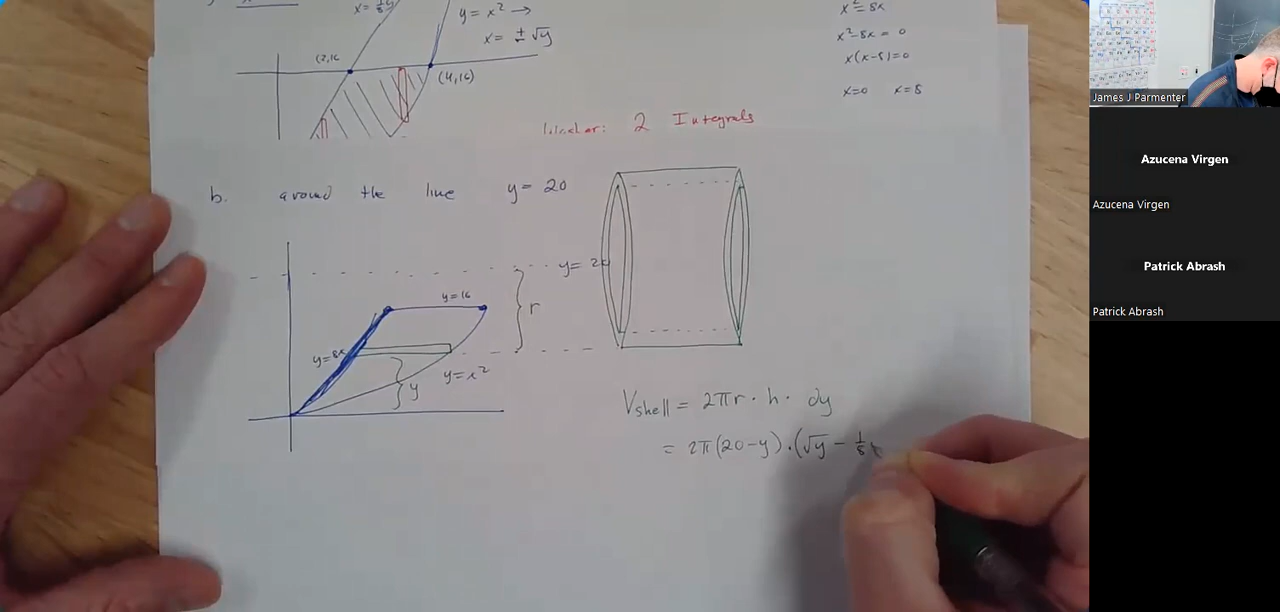 x = 1/8 y
y = x² →
x = ± √y
(2,16
(4,16)
x² = 8x
x² - 8x = 0
x(x-8)=0
x=0 x=8
2 Integrals
b. around the line y = 20
y = 20
y=16
r
y=8x
y=x²
y
Vshell = 2πr · h · dy
= 2π(20-y)·(√y - 1/8
James J Parmenter
Azucena Virgen
Azucena Virgen
Patrick Abrash
Patrick Abrash